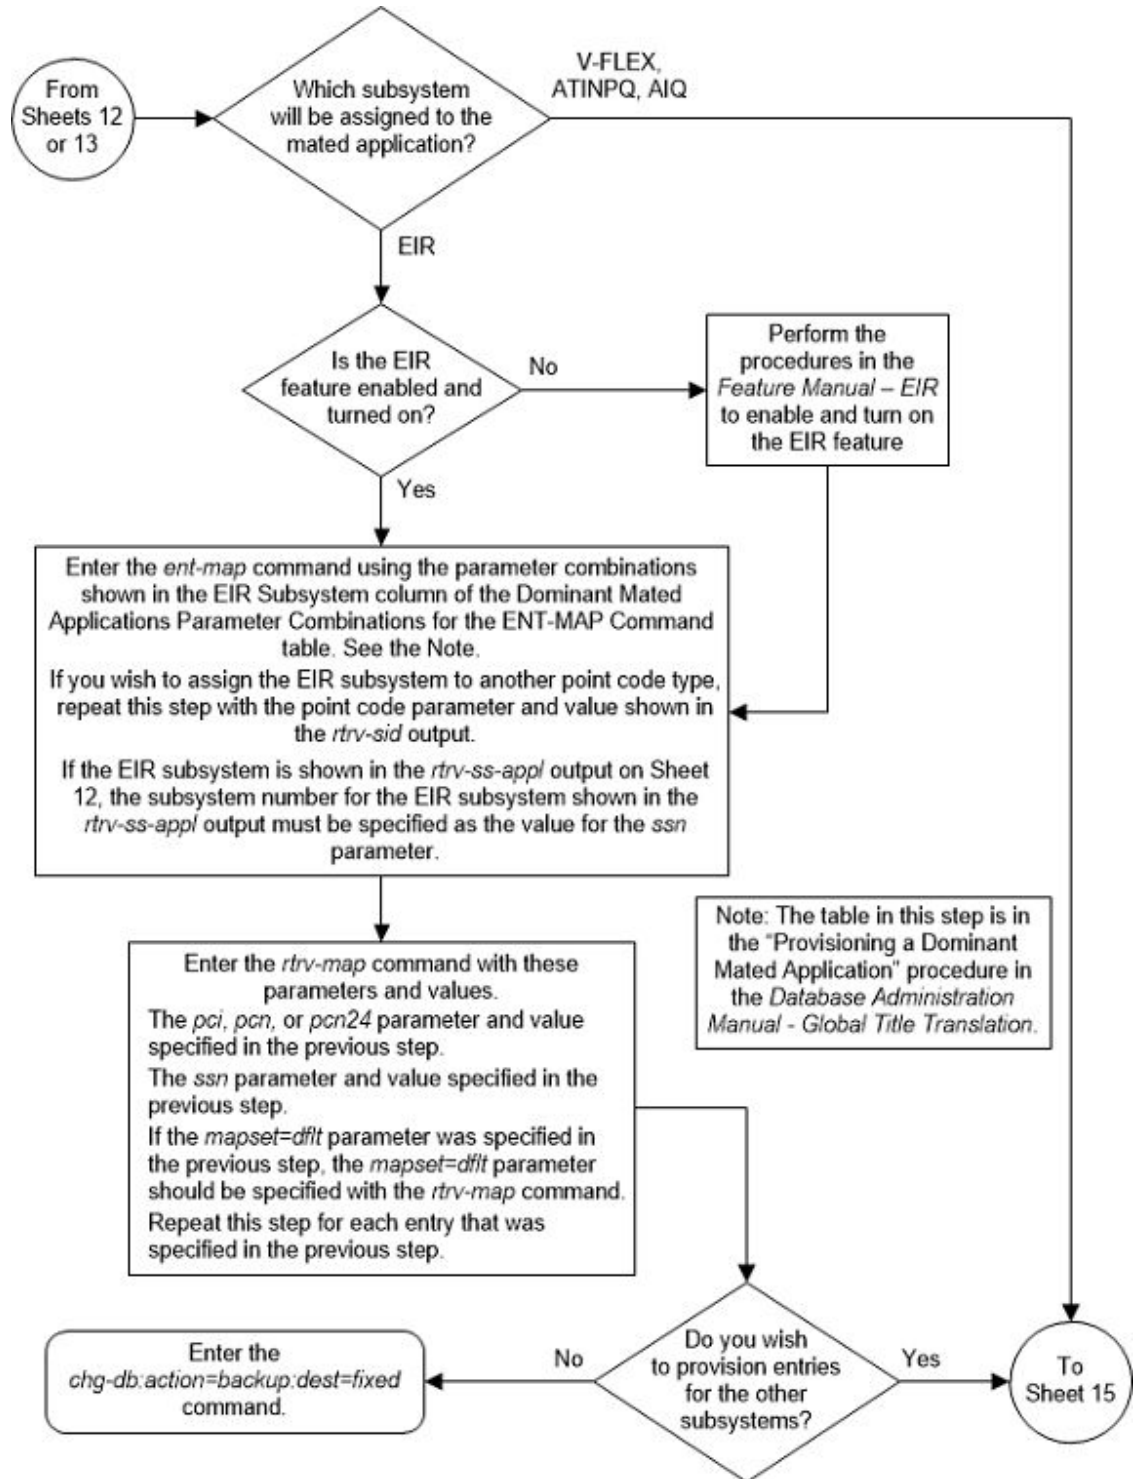 From
Sheets 12
or 13
Which subsystem
will be assigned to the
mated application?
V-FLEX,
ATINPQ, AIQ
EIR
Is the EIR
feature enabled and
turned on?
No
Perform the
procedures in the
Feature Manual – EIR
to enable and turn on
the EIR feature
Yes
Enter the ent-map command using the parameter combinations
shown in the EIR Subsystem column of the Dominant Mated
Applications Parameter Combinations for the ENT-MAP Command
table. See the Note.
If you wish to assign the EIR subsystem to another point code type,
repeat this step with the point code parameter and value shown in
the rtrv-sid output.
If the EIR subsystem is shown in the rtrv-ss-appl output on Sheet
12, the subsystem number for the EIR subsystem shown in the
rtrv-ss-appl output must be specified as the value for the ssn
parameter.
Note: The table in this step is in
the “Provisioning a Dominant
Mated Application” procedure in
the Database Administration
Manual - Global Title Translation.
Enter the rtrv-map command with these
parameters and values.
The pci, pcn, or pcn24 parameter and value
specified in the previous step.
The ssn parameter and value specified in the
previous step.
If the mapset=dflt parameter was specified in
the previous step, the mapset=dflt parameter
should be specified with the rtrv-map command.
Repeat this step for each entry that was
specified in the previous step.
Do you wish
to provision entries
for the other
subsystems?
No
Yes
Enter the
chg-db:action=backup:dest=fixed
command.
To
Sheet 15